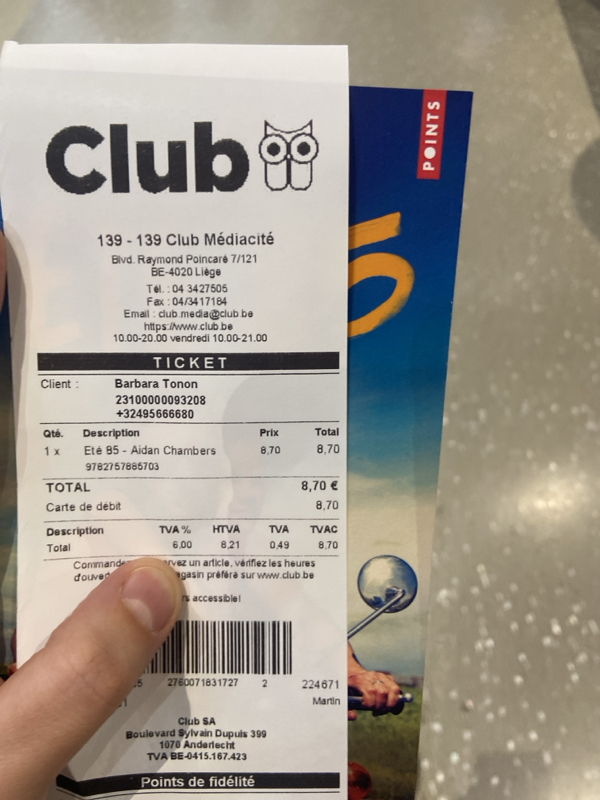 Club
139 - 139 Club Médiacité
Blvd. Raymond Poincaré 7/121
BE-4020 Liège
Tél. : 04 3427505
Fax : 04/3417184
Email : club.media@club.be
https://www.club.be
10.00-20.00 vendredi 10.00-21.00
TICKET
Client : Barbara Tonon
23100000093208
+32495666680
Qté. Description Prix Total
1 x Eté 85 - Aidan Chambers 8,70 8,70
9782757885703
TOTAL 8,70 €
Carte de débit 8,70
Description TVA % HTVA TVA TVAC
Total 6,00 8,21 0,49 8,70
un article, vérifiez les heures
préféré sur www.club.be
accessible!
2760071831727 2 224671
Martin
Club SA
Boulevard Sylvain Dupuis 399
1070 Anderlecht
TVA BE-0415.167.423
Points de fidélité
POINTS